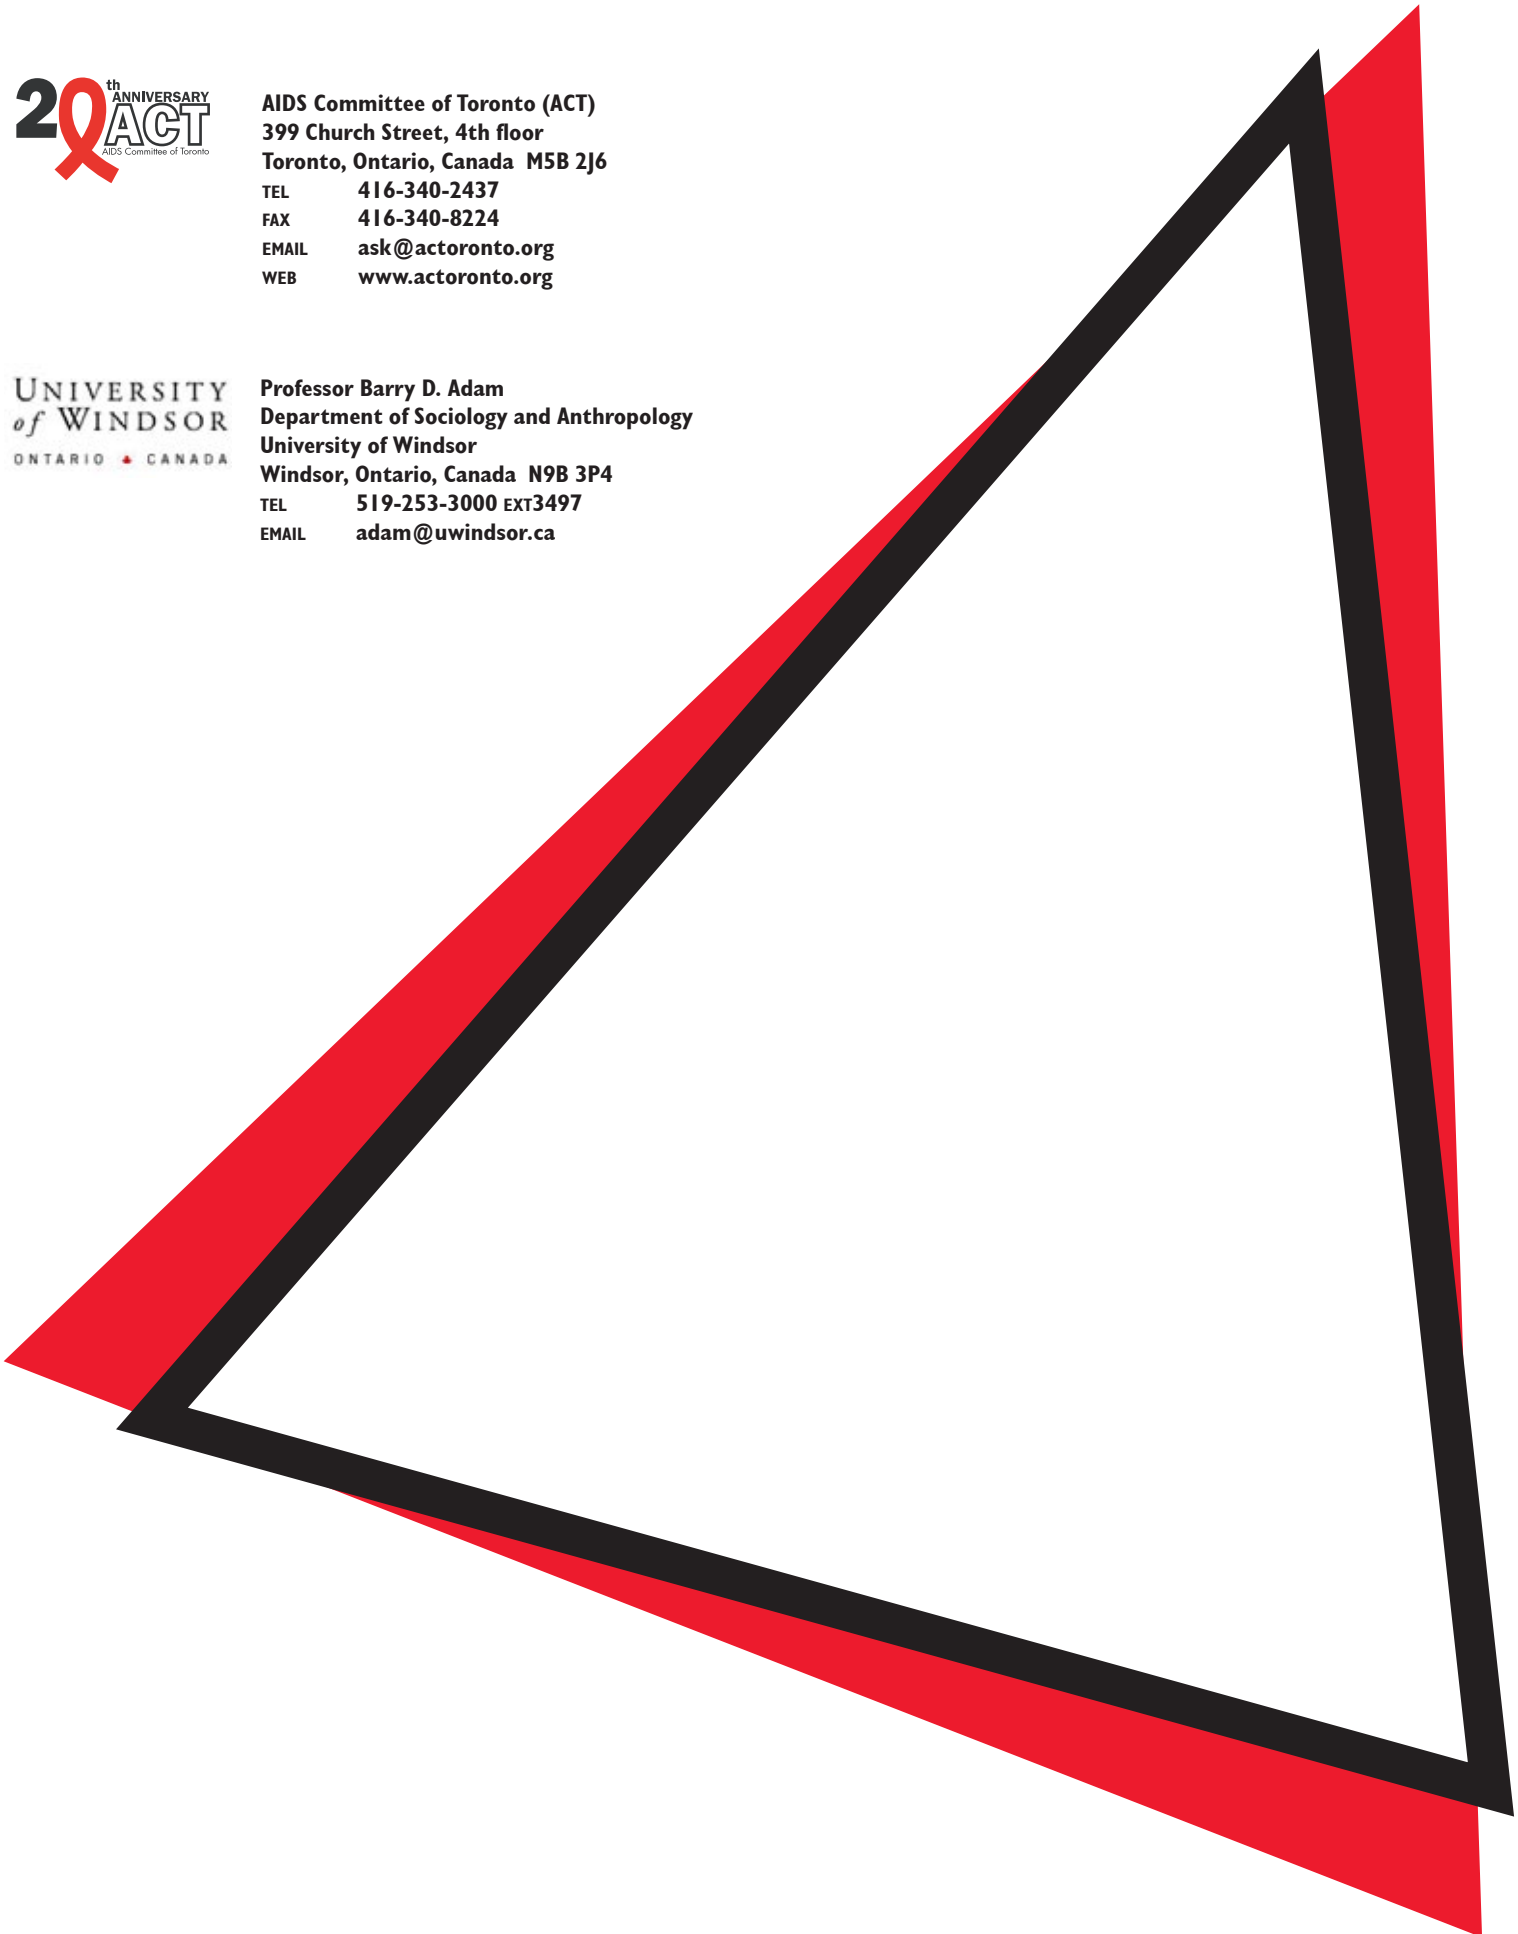 20th ANNIVERSARY
ACT
AIDS Committee of Toronto
AIDS Committee of Toronto (ACT)
399 Church Street, 4th floor
Toronto, Ontario, Canada M5B 2J6
TEL 416-340-2437
FAX 416-340-8224
EMAIL ask@actoronto.org
WEB www.actoronto.org
UNIVERSITY
of WINDSOR
ONTARIO CANADA
Professor Barry D. Adam
Department of Sociology and Anthropology
University of Windsor
Windsor, Ontario, Canada N9B 3P4
TEL 519-253-3000 EXT3497
EMAIL adam@uwindsor.ca